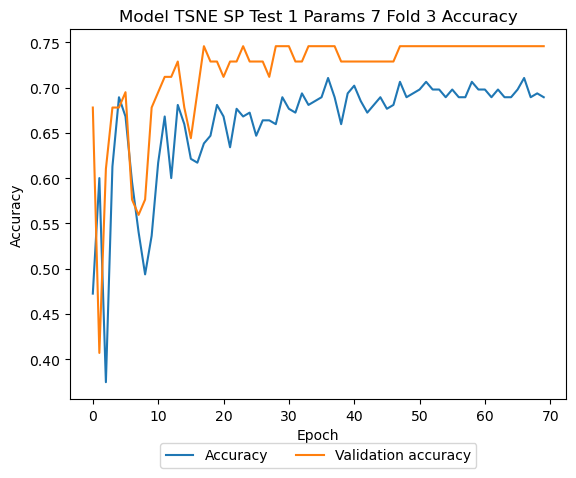 Model TSNE SP Test 1 Params 7 Fold 3 Accuracy
Accuracy
0.75
0.70
0.65
0.60
0.55
0.50
0.45
0.40
0 10 20 30 40 50 60 70
Epoch
Accuracy Validation accuracy